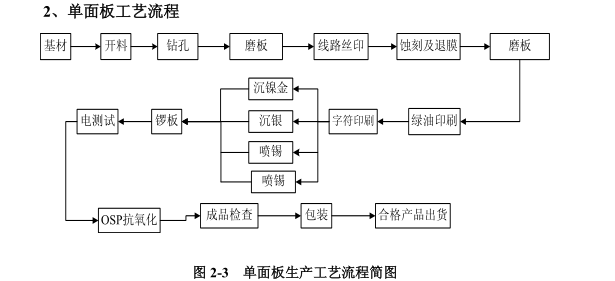 2、单面板工艺流程
基材 开料 钻孔 磨板 线路丝印 蚀刻及退膜 磨板
沉镍金
电测试 锣板 沉银 字符印刷 绿油印刷
喷锡
喷锡
OSP抗氧化 成品检查 包装 合格产品出货
图 2-3 单面板生产工艺流程简图